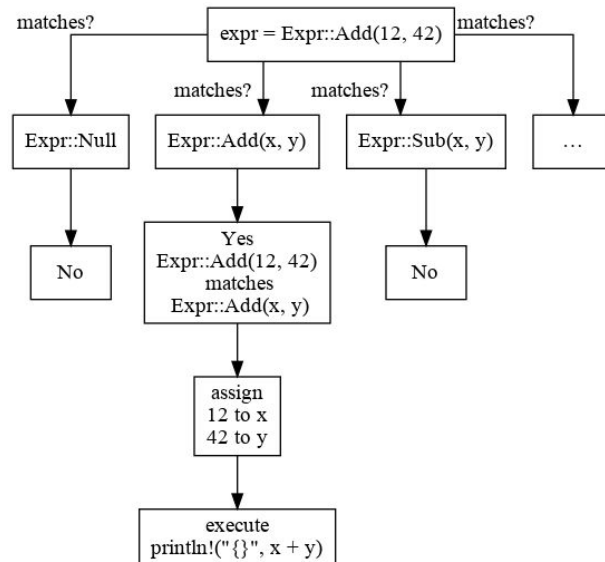 expr = Expr::Add(12, 42)
matches?
matches?
matches?
matches?
Expr::Null
Expr::Add(x, y)
Expr::Sub(x, y)
...
No
Yes
Expr::Add(12, 42)
matches
Expr::Add(x, y)
No
assign
12 to x
42 to y
execute
println!("{}", x + y)